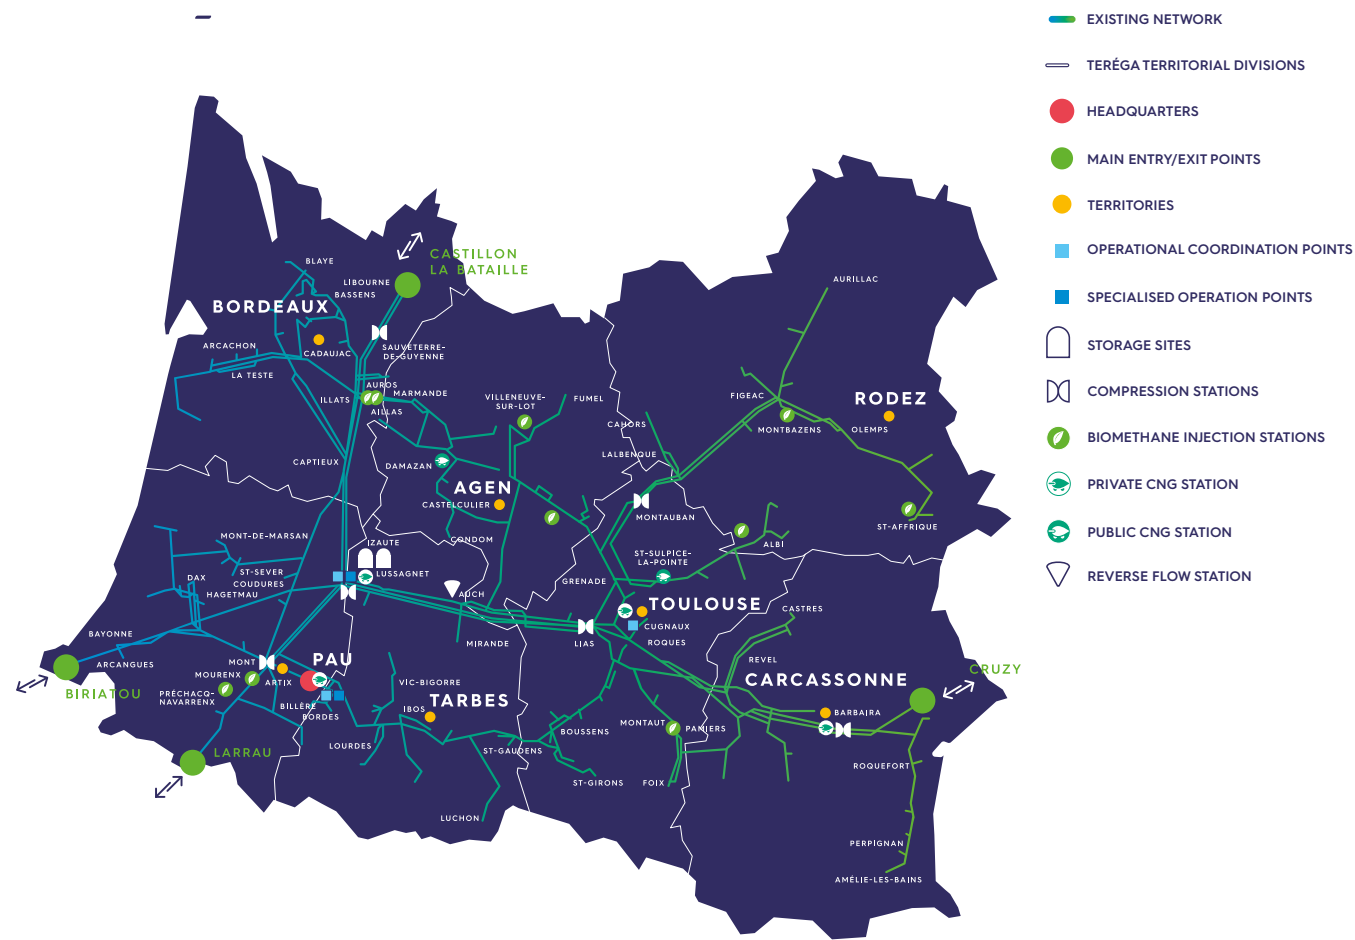 EXISTING NETWORK
TERÉGA TERRITORIAL DIVISIONS
HEADQUARTERS
MAIN ENTRY/EXIT POINTS
TERRITORIES
OPERATIONAL COORDINATION POINTS
SPECIALISED OPERATION POINTS
STORAGE SITES
COMPRESSION STATIONS
BIOMETHANE INJECTION STATIONS
PRIVATE CNG STATION
PUBLIC CNG STATION
REVERSE FLOW STATION
CASTILLON
LA BATAILLE
BLAYE
LIBOURNE
BASSENS
BORDEAUX
CADAUJAC
SAUVETERRE-
DE-GUYENNE
ARCACHON
LA TESTE
AURILLAC
AUROS
MARMANDE
ILLATS
AILLAS
VILLENEUVE-
SUR-LOT
FUMEL
FIGEAC
RODEZ
MONTBAZENS
OLEMPS
CAHORS
LALBENQUE
CAPTIEUX
DAMAZAN
AGEN
CASTELCULIER
MONTAUBAN
ST-AFFRIQUE
MONT-DE-MARSAN
IZAUTE
CONDOM
ALBI
ST-SULPICE-
LA-POINTE
ST-SEVER
COUDURES
LUSSAGNET
DAX
HAGETMAU
AUCH
GRENADE
TOULOUSE
CASTRES
CUGNAUX
BAYONNE
MIRANDE
LIAS
ROQUES
ARCANGUES
MONT
PAU
REVEL
CRUZY
MOURENX
ARTIX
CARCASSONNE
BIRIATOU
PRÉCHACQ-
NAVARRENX
VIC-BIGORRE
TARBES
BILLÈRE
BORDES
IBOS
BARBAIRA
MONTAUT
PAMIERS
BOUSSENS
LARRAU
LOURDES
ST-GAUDENS
ROQUEFORT
ST-GIRONS
FOIX
LUCHON
PERPIGNAN
AMÉLIE-LES-BAINS